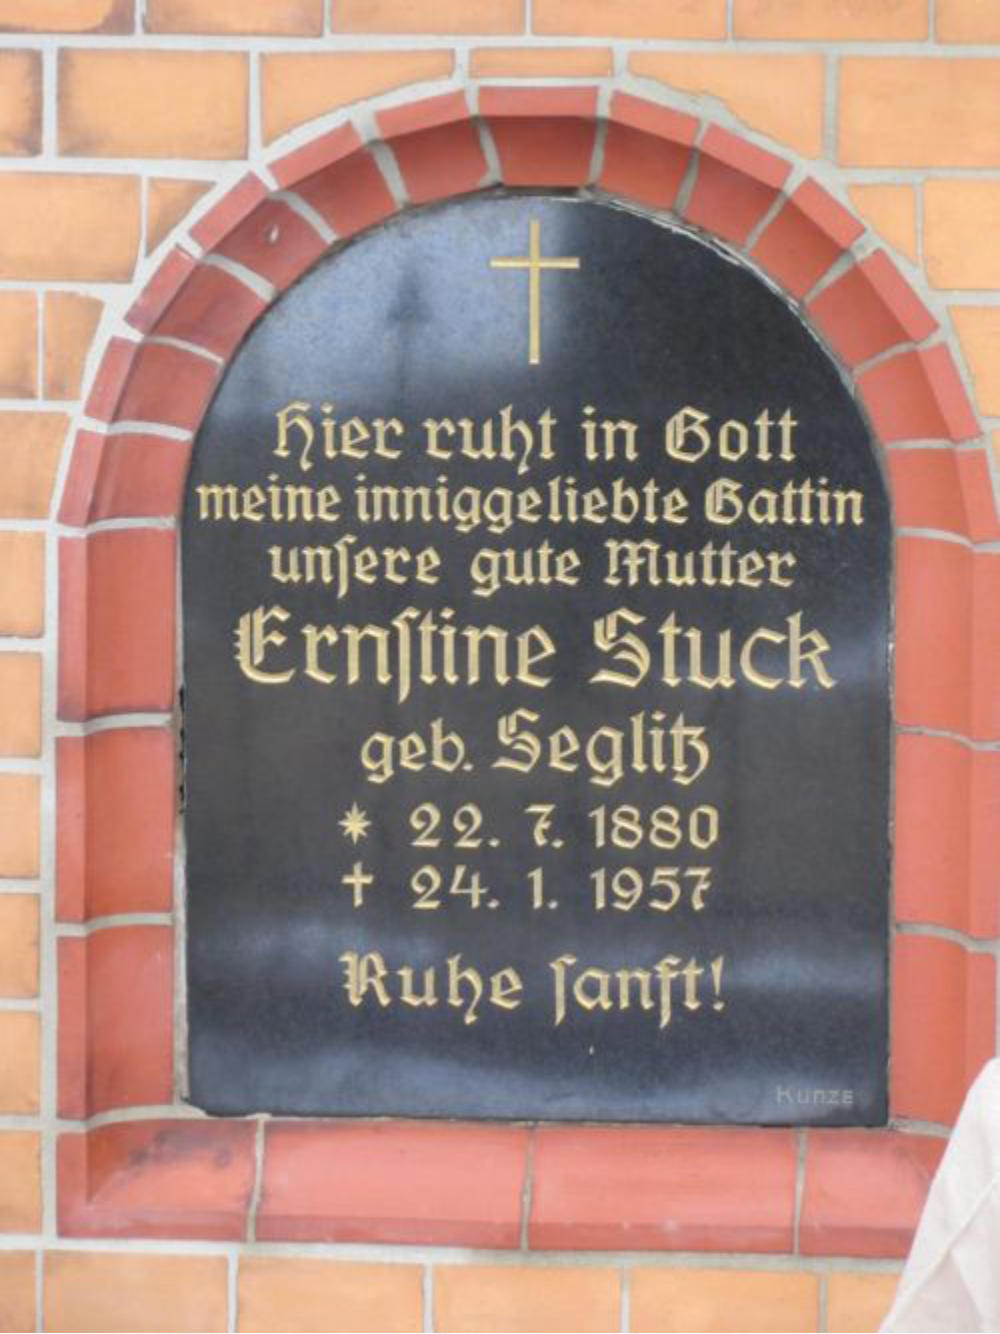 Hier ruht in Gott
meine inniggeliebte Gattin
unſere gute Mutter
Ernſtine Stuck
geb. Seglitz
* 22. 7. 1880
† 24. 1. 1957
Ruhe ſanft!
Kunze